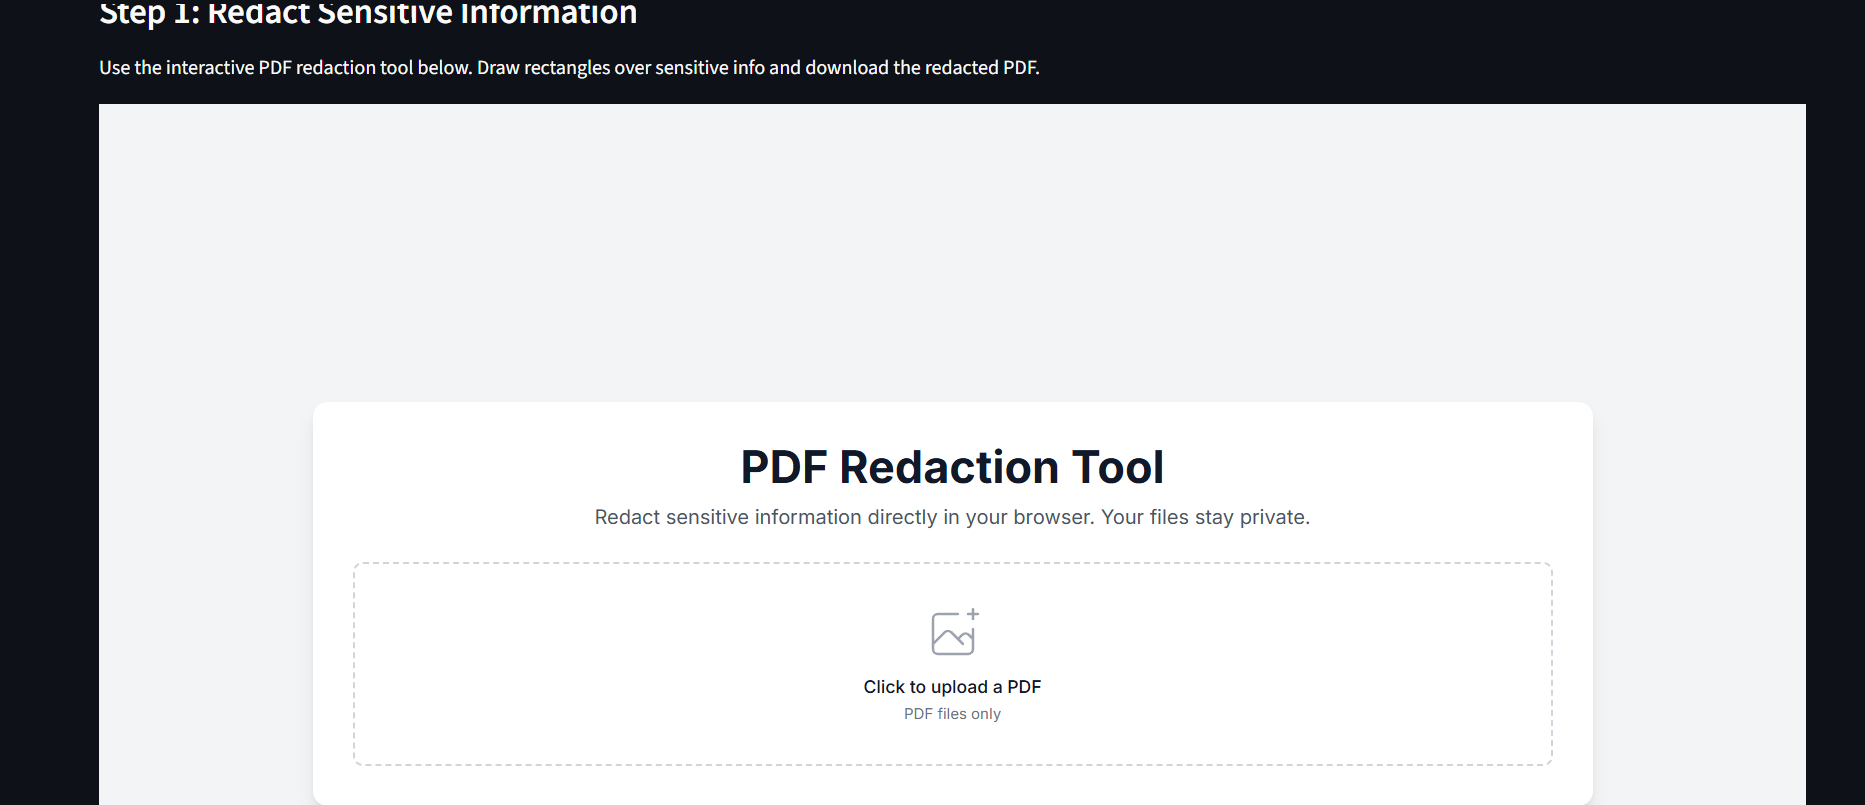 Step 1: Redact Sensitive Information
Use the interactive PDF redaction tool below. Draw rectangles over sensitive info and download the redacted PDF.
PDF Redaction Tool
Redact sensitive information directly in your browser. Your files stay private.
Click to upload a PDF
PDF files only